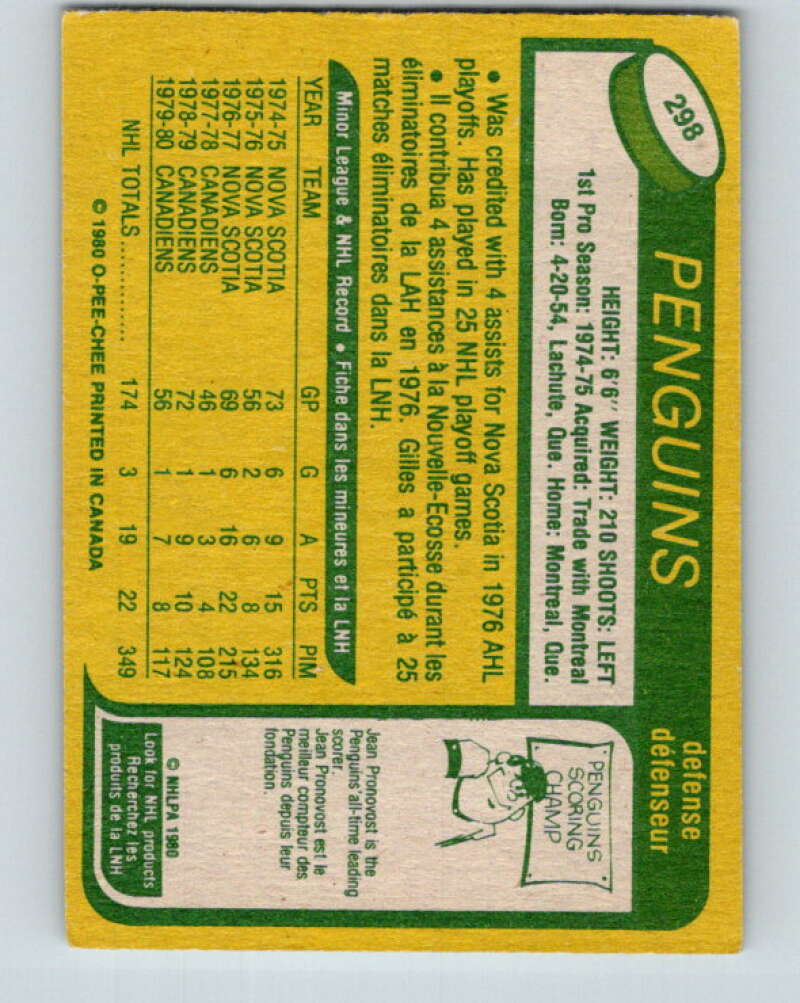 298
PENGUINS
defense
défenseur
HEIGHT: 6'6" WEIGHT: 210 SHOOTS: LEFT
1st Pro Season: 1974-75 Acquired: Trade with Montreal
Born: 4-20-54, Lachute, Que. Home: Montreal, Que.
• Was credited with 4 assists for Nova Scotia in 1976 AHL
playoffs. Has played in 25 NHL playoff games.
• Il contribua 4 assistances à la Nouvelle-Ecosse durant les
éliminatoires de la LAH en 1976. Gilles a participé à 25
matches éliminatoires dans la LNH.
Minor League & NHL Record • Fiche dans les mineures et la LNH
YEAR TEAM GP G A PTS PIM
1974-75 NOVA SCOTIA 73 6 9 15 316
1975-76 NOVA SCOTIA 56 2 6 8 134
1976-77 NOVA SCOTIA 69 6 16 22 215
1977-78 CANADIENS 46 1 3 4 108
1978-79 CANADIENS 72 1 9 10 124
1979-80 CANADIENS 56 1 7 8 117
NHL TOTALS .............. 174 3 19 22 349
© 1980 O-PEE-CHEE PRINTED IN CANADA
PENGUINS
SCORING
CHAMP
Jean Pronovost is the
Penguins' all-time leading
scorer.
Jean Pronovost est le
meilleur compteur des
Penguins depuis leur
fondation.
© NHLPA 1980
Look for NHL products
Recherchez les
produits de la LNH